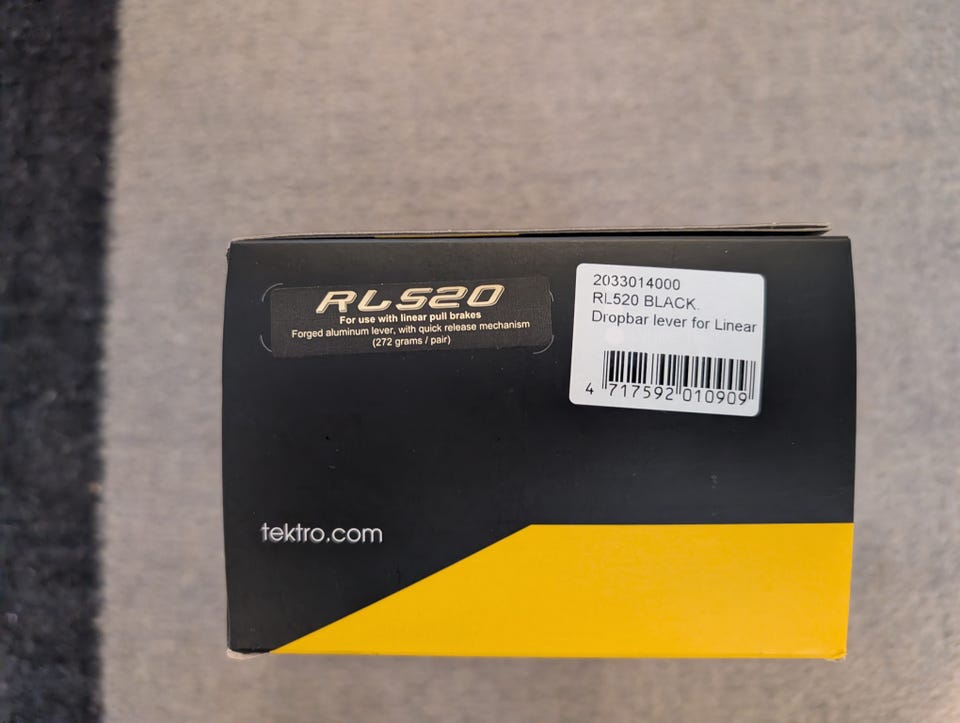 RL520
For use with linear pull brakes
Forged aluminum lever, with quick release mechanism
(272 grams / pair)
2033014000
RL520 BLACK.
Dropbar lever for Linear
4 717592 010909
tektro.com